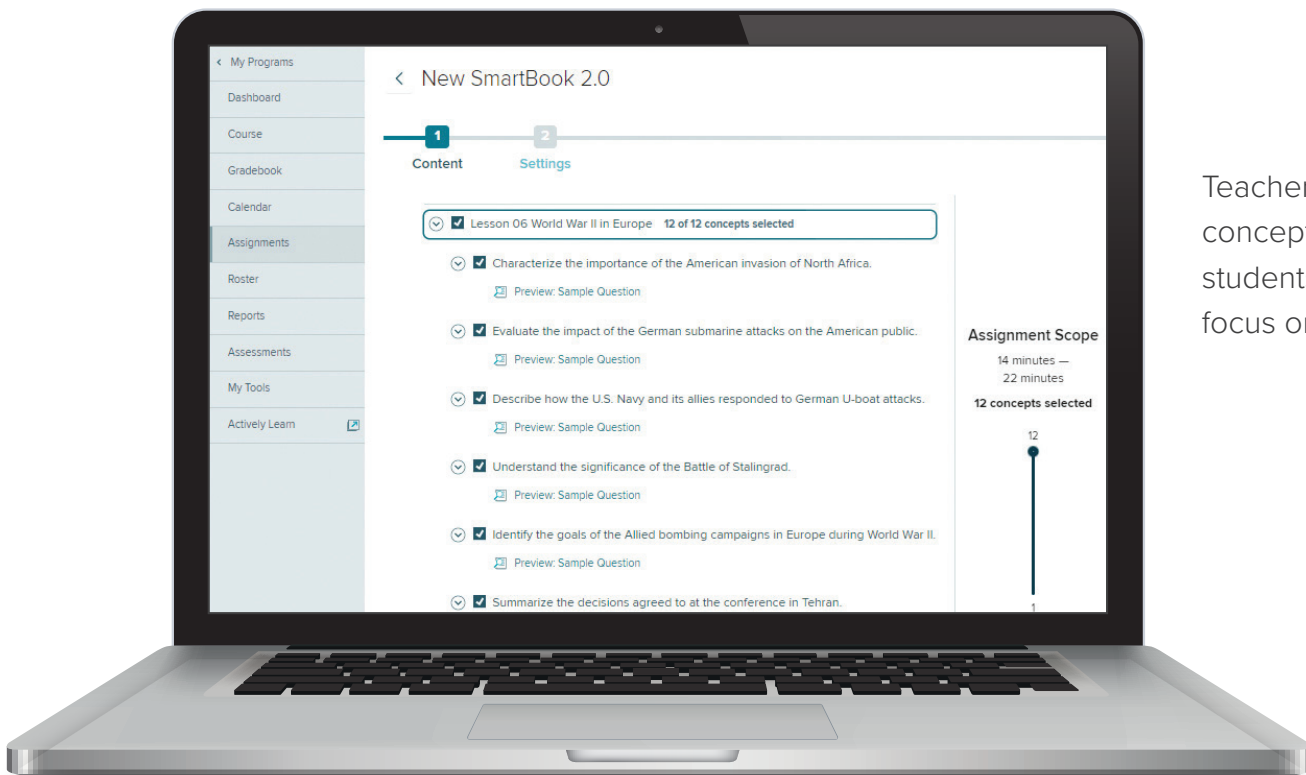 My Programs
Dashboard
Course
Gradebook
Calendar
Assignments
Roster
Reports
Assessments
My Tools
Actively Learn
New SmartBook 2.0
1
2
Content
Settings
Lesson 06 World War II in Europe 12 of 12 concepts selected
Characterize the importance of the American invasion of North Africa.
Preview: Sample Question
Evaluate the impact of the German submarine attacks on the American public.
Preview: Sample Question
Describe how the U.S. Navy and its allies responded to German U-boat attacks.
Preview: Sample Question
Understand the significance of the Battle of Stalingrad.
Preview: Sample Question
Identify the goals of the Allied bombing campaigns in Europe during World War II.
Preview: Sample Question
Summarize the decisions agreed to at the conference in Tehran.
Assignment Scope
14 minutes —
22 minutes
12 concepts selected
12
1
Teacher
concept
student
focus o